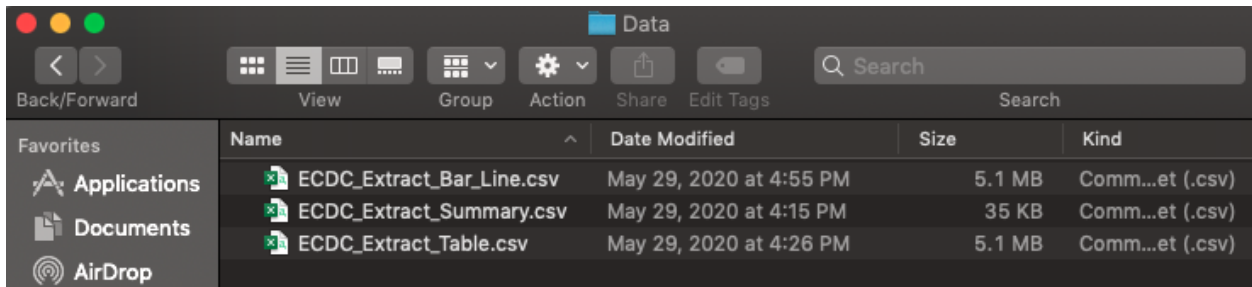 Data
Search
Back/Forward View Group Action Share Edit Tags Search
Favorites Name Date Modified Size Kind
Applications ECDC_Extract_Bar_Line.csv May 29, 2020 at 4:55 PM 5.1 MB Comm...et (.csv)
Documents ECDC_Extract_Summary.csv May 29, 2020 at 4:15 PM 35 KB Comm...et (.csv)
AirDrop ECDC_Extract_Table.csv May 29, 2020 at 4:26 PM 5.1 MB Comm...et (.csv)